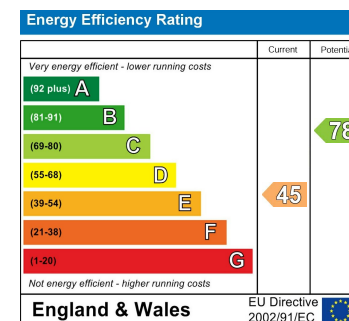 Energy Efficiency Rating
Current
Very energy efficient - lower running costs
(92 plus) A
(81-91) B
(69-80) C
78
(55-68) D
(39-54) E
45
(21-38) F
(1-20) G
Not energy efficient - higher running costs
England & Wales
EU Directive
2002/91/EC